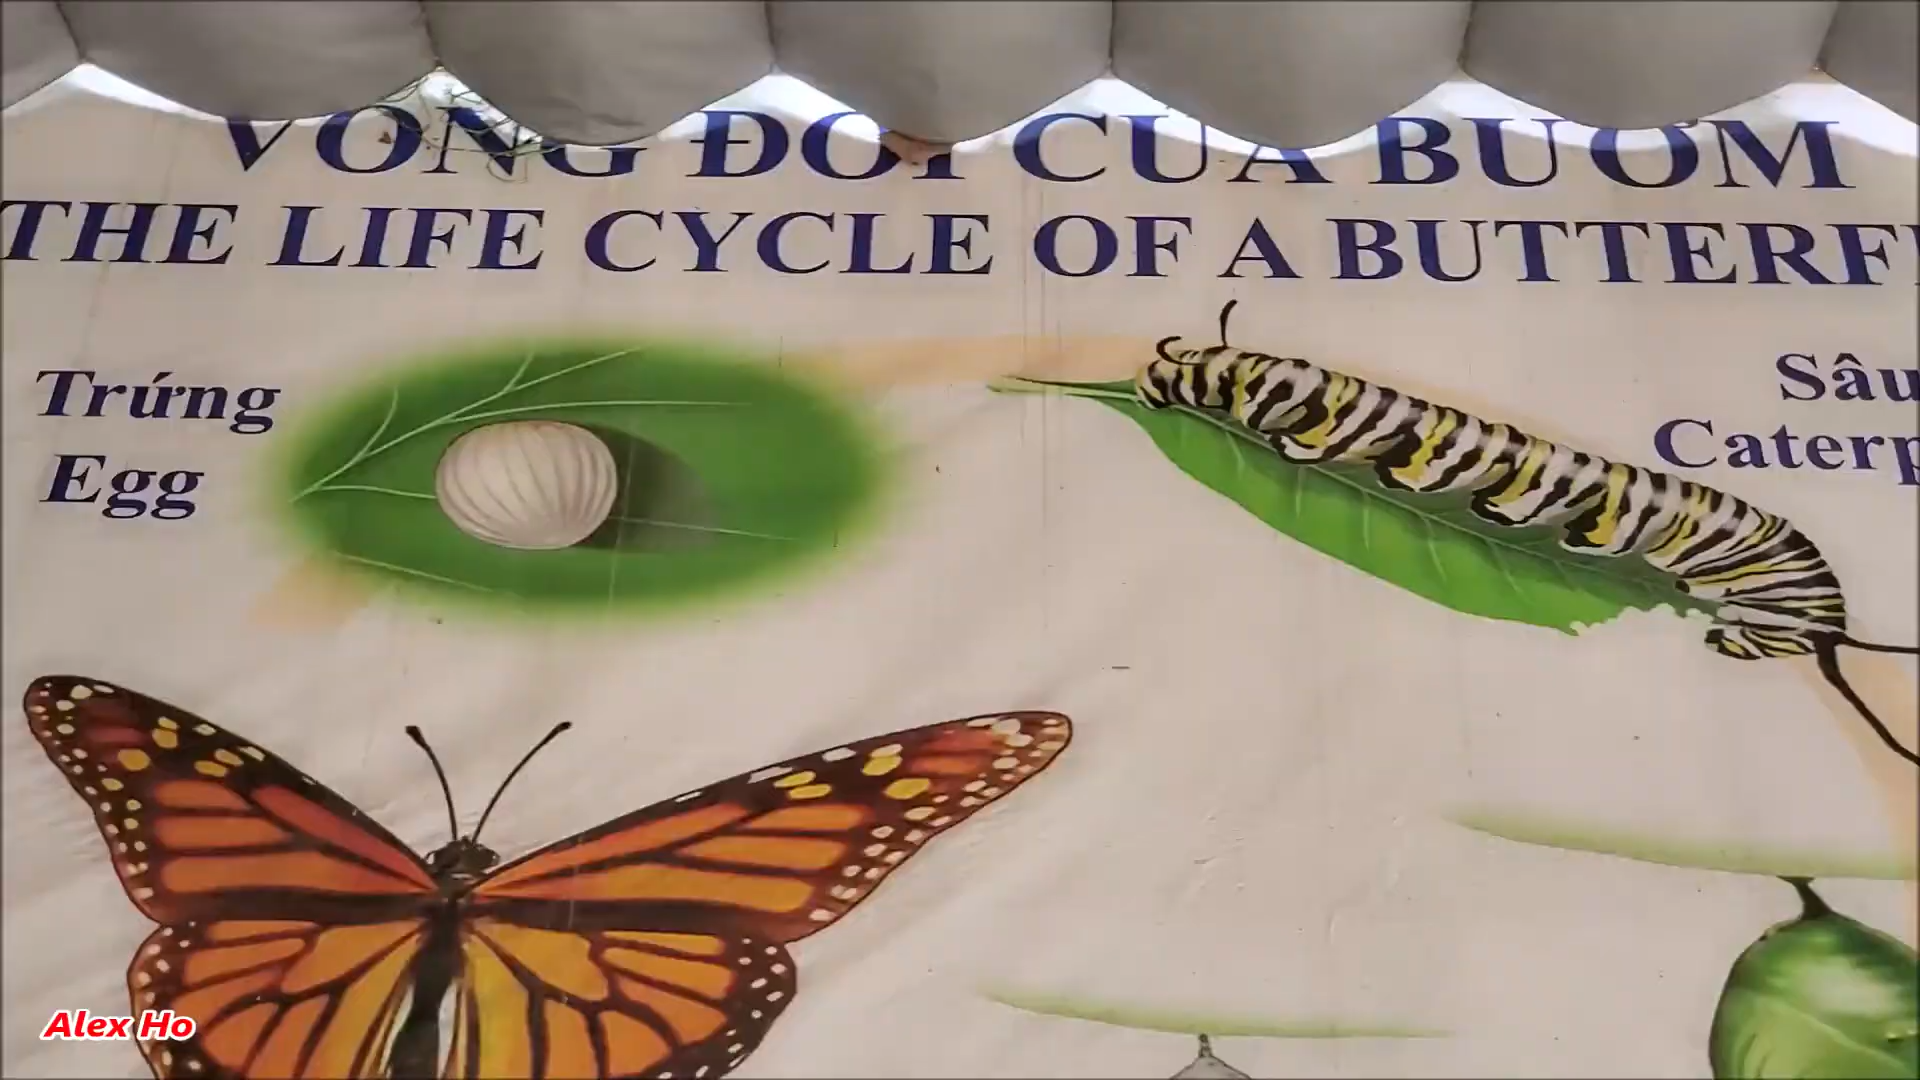 VÒNG ĐỜI CỦA BƯỚM
THE LIFE CYCLE OF A BUTTERF
Trứng
Egg
Sâu
Caterp
Alex Ho